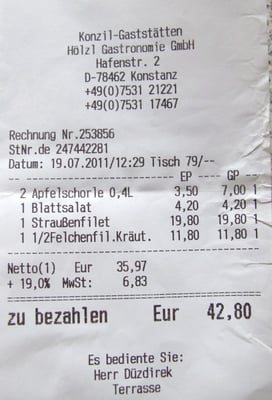 Konzil-Gaststätten
Hölzl Gastronomie GmbH
Hafenstr. 2
D-78462 Konstanz
+49(0)7531 21221
+49(0)7531 17467
Rechnung Nr.253856
StNr.de 247442281
Datum: 19.07.2011/12:29 Tisch 79/--
EP GP
2 Apfelschorle 0,4L 3,50 7,00 1
1 Blattsalat 4,20 4,20 1
1 Straußenfilet 19,80 19,80 1
1 1/2Felchenfil.Kräut. 11,80 11,80 1
Netto(1) Eur 35,97
+ 19,0% MwSt: 6,83
zu bezahlen Eur 42,80
Es bediente Sie:
Herr Düzdirek
Terrasse